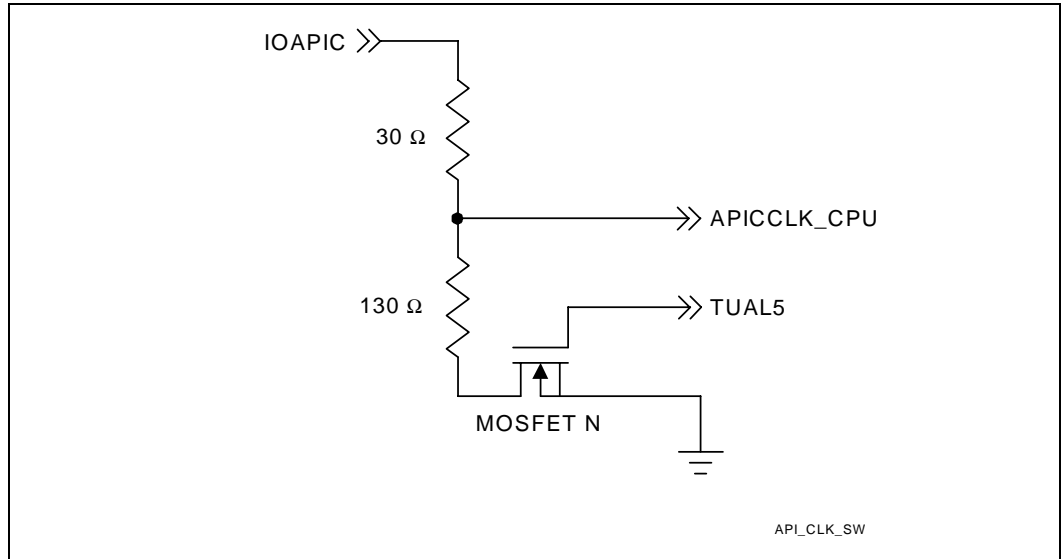 IOAPIC
30 Ω
APICCLK_CPU
130 Ω
TUAL5
MOSFET N
API_CLK_SW